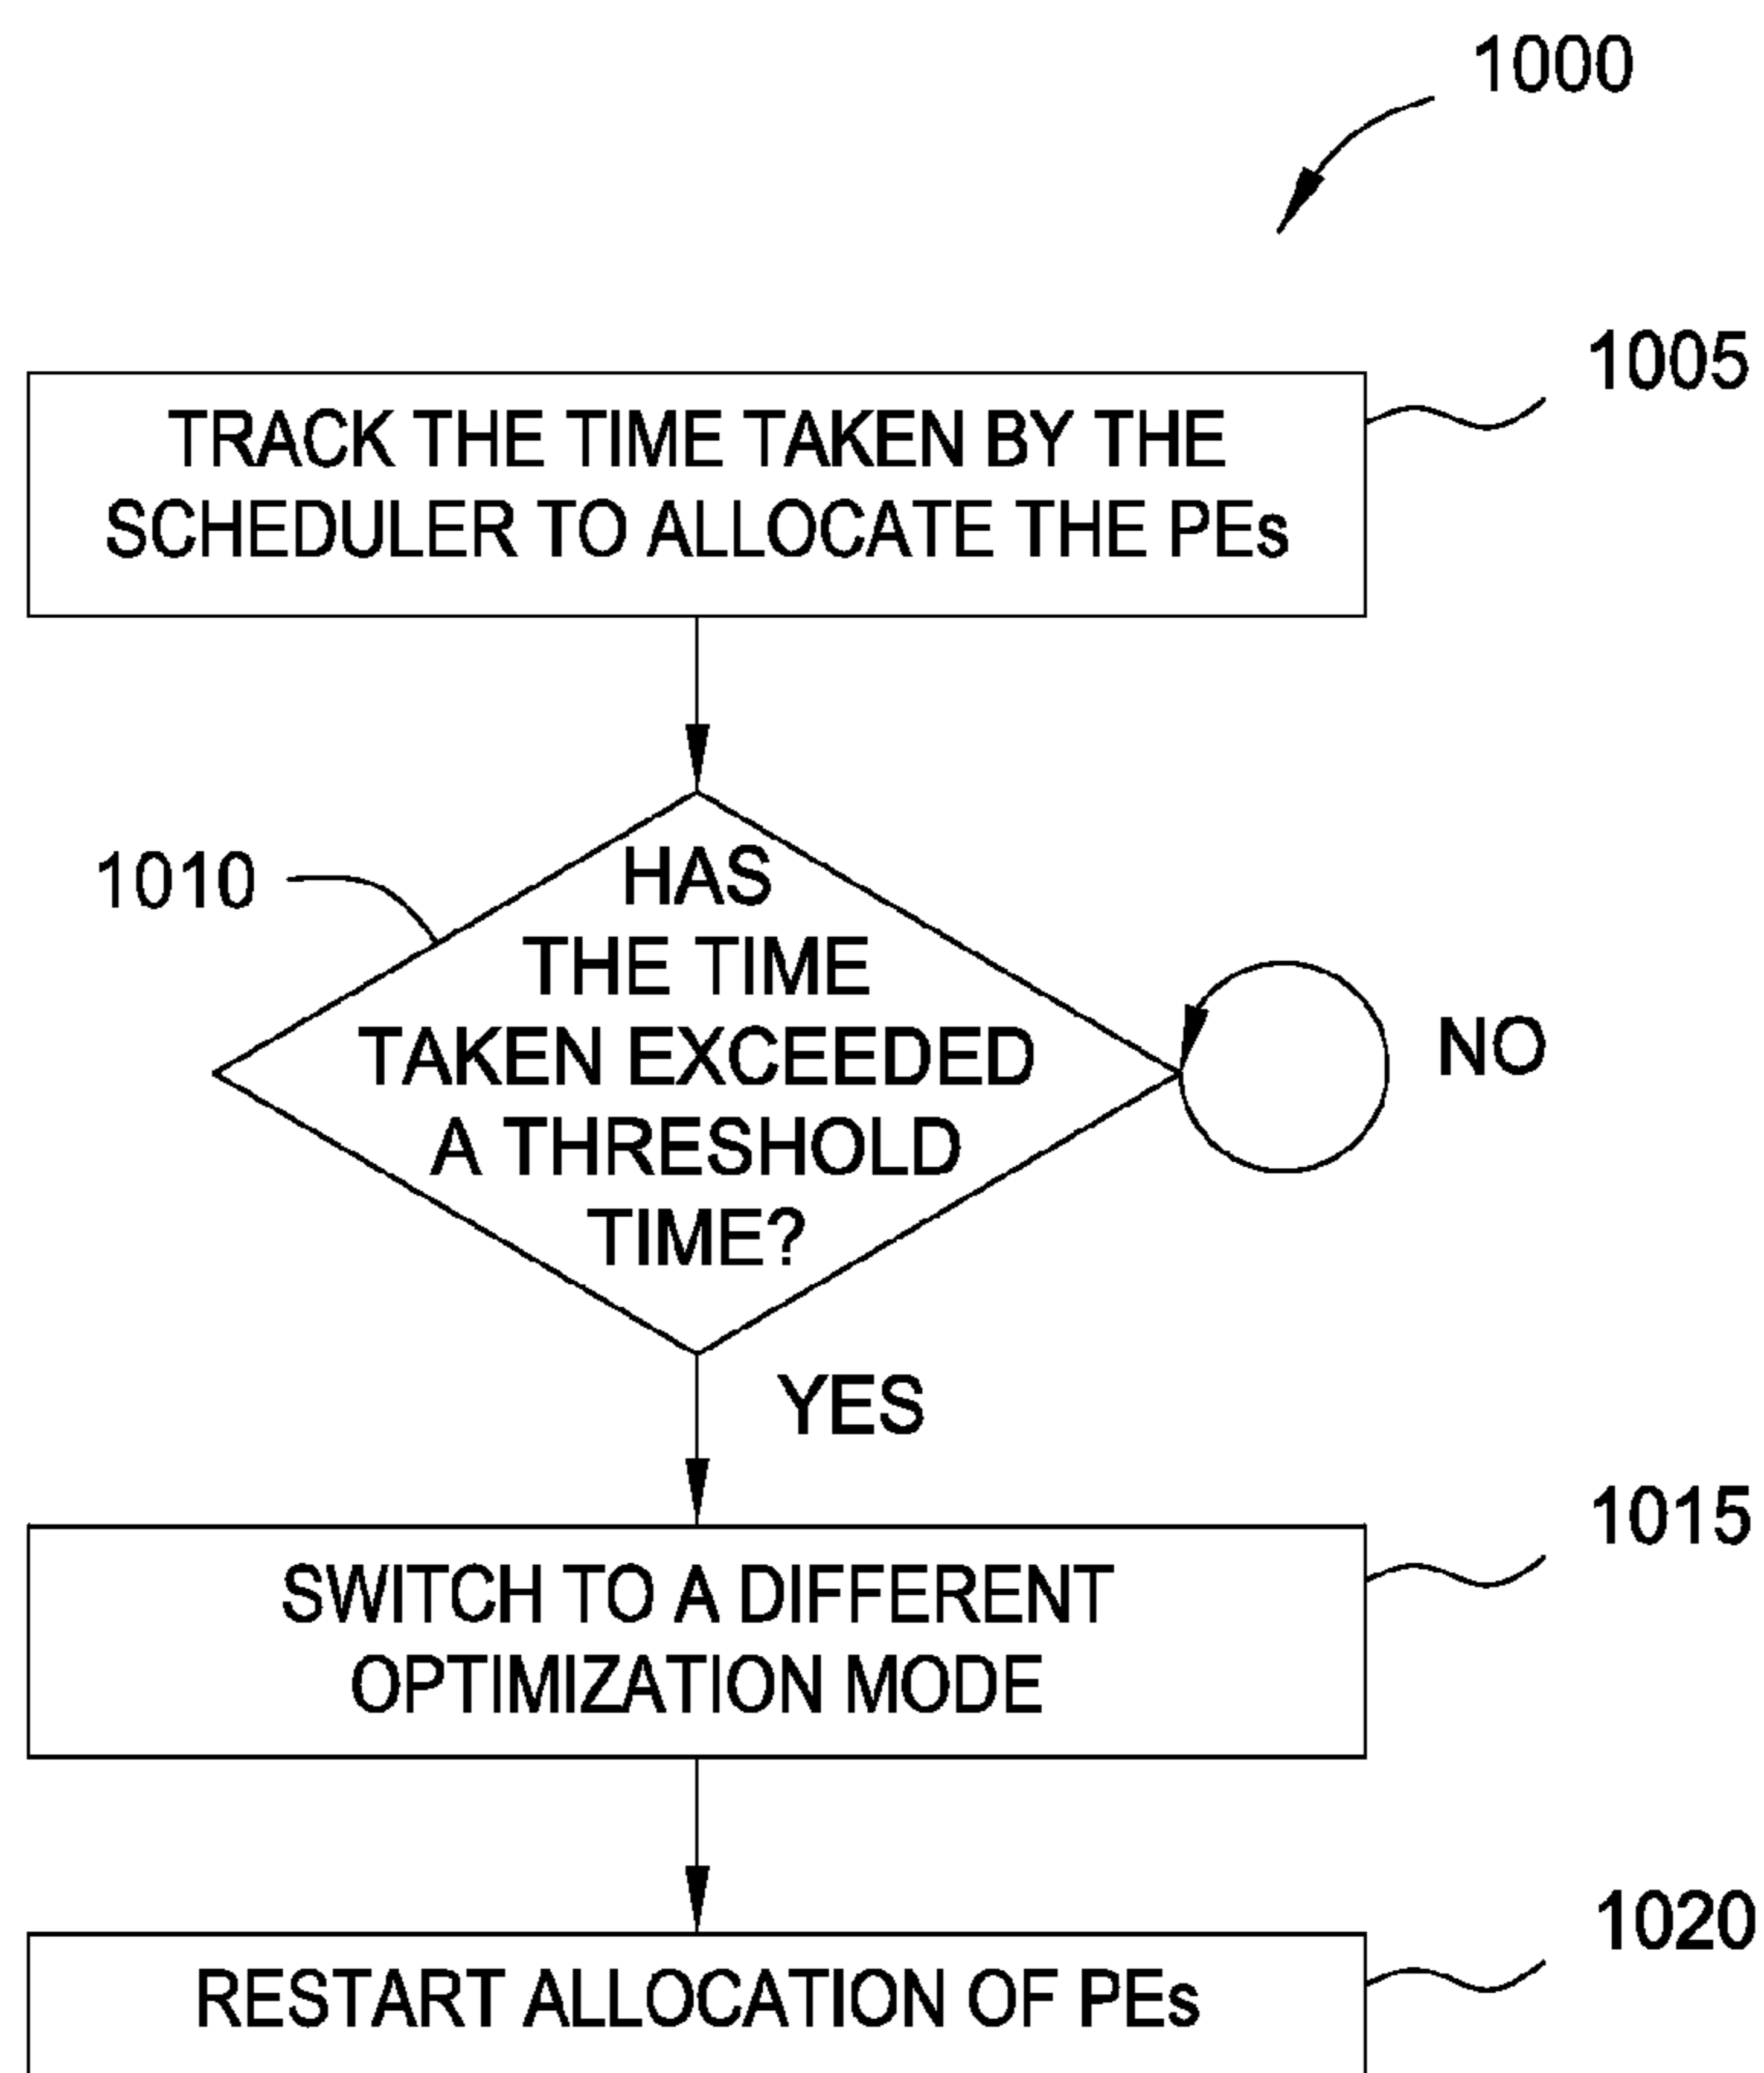 1000
1005
TRACK THE TIME TAKEN BY THE
SCHEDULER TO ALLOCATE THE PEs
1010
HAS
THE TIME
TAKEN EXCEEDED
A THRESHOLD
TIME?
NO
YES
1015
SWITCH TO A DIFFERENT
OPTIMIZATION MODE
1020
RESTART ALLOCATION OF PEs